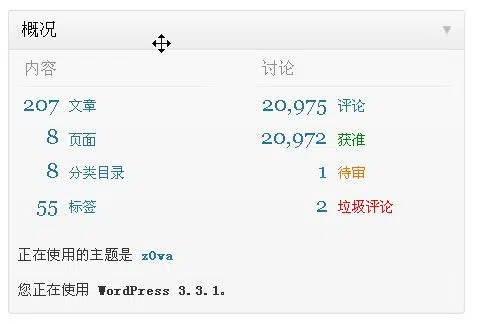 概况
内容 讨论
207 文章 20,975 评论
8 页面 20,972 获准
8 分类目录 1 待审
55 标签 2 垃圾评论
正在使用的主题是 z0va
您正在使用 WordPress 3.3.1。